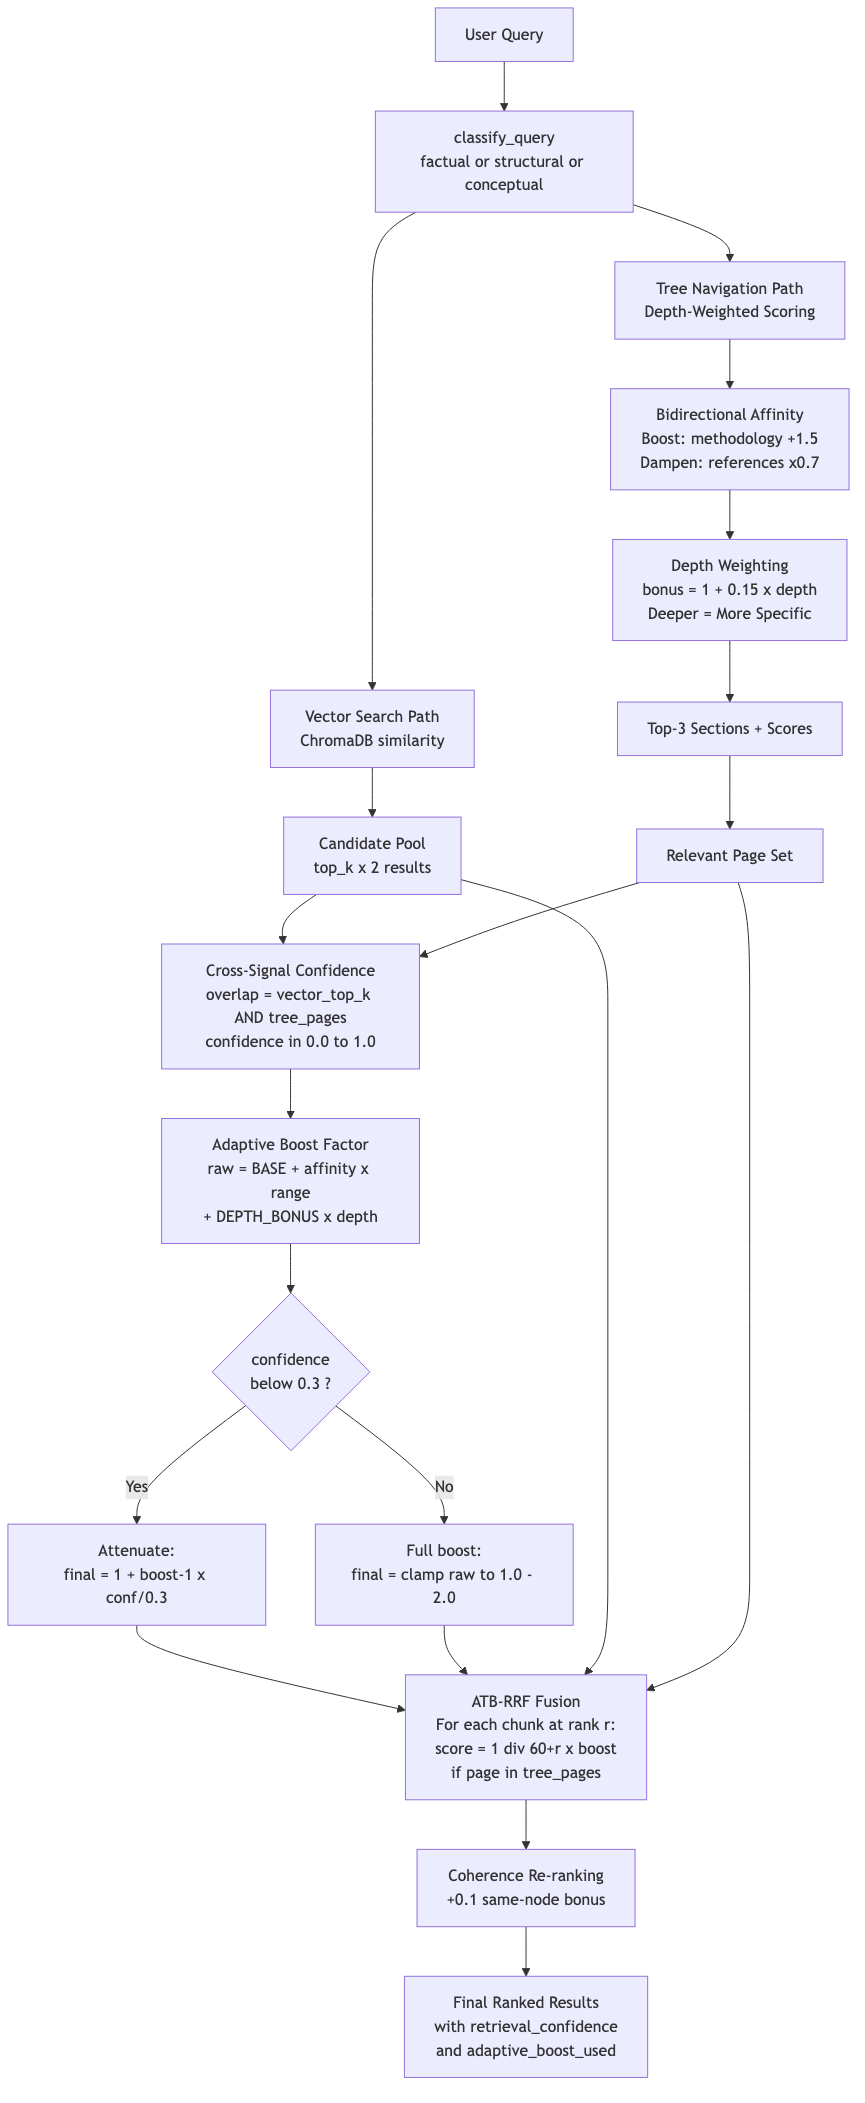 User Query
classify_query
factual or structural or
conceptual
Tree Navigation Path
Depth-Weighted Scoring
Bidirectional Affinity
Boost: methodology +1.5
Dampen: references x0.7
Depth Weighting
bonus = 1 + 0.15 x depth
Deeper = More Specific
Vector Search Path
ChromaDB similarity
Top-3 Sections + Scores
Candidate Pool
top_k x 2 results
Relevant Page Set
Cross-Signal Confidence
overlap = vector_top_k
AND tree_pages
confidence in 0.0 to 1.0
Adaptive Boost Factor
raw = BASE + affinity x
range
+ DEPTH_BONUS x depth
confidence
below 0.3 ?
Yes
No
Attenuate:
final = 1 + boost-1 x
conf/0.3
Full boost:
final = clamp raw to 1.0 -
2.0
ATB-RRF Fusion
For each chunk at rank r:
score = 1 div 60+r x boost
if page in tree_pages
Coherence Re-ranking
+0.1 same-node bonus
Final Ranked Results
with retrieval_confidence
and adaptive_boost_used